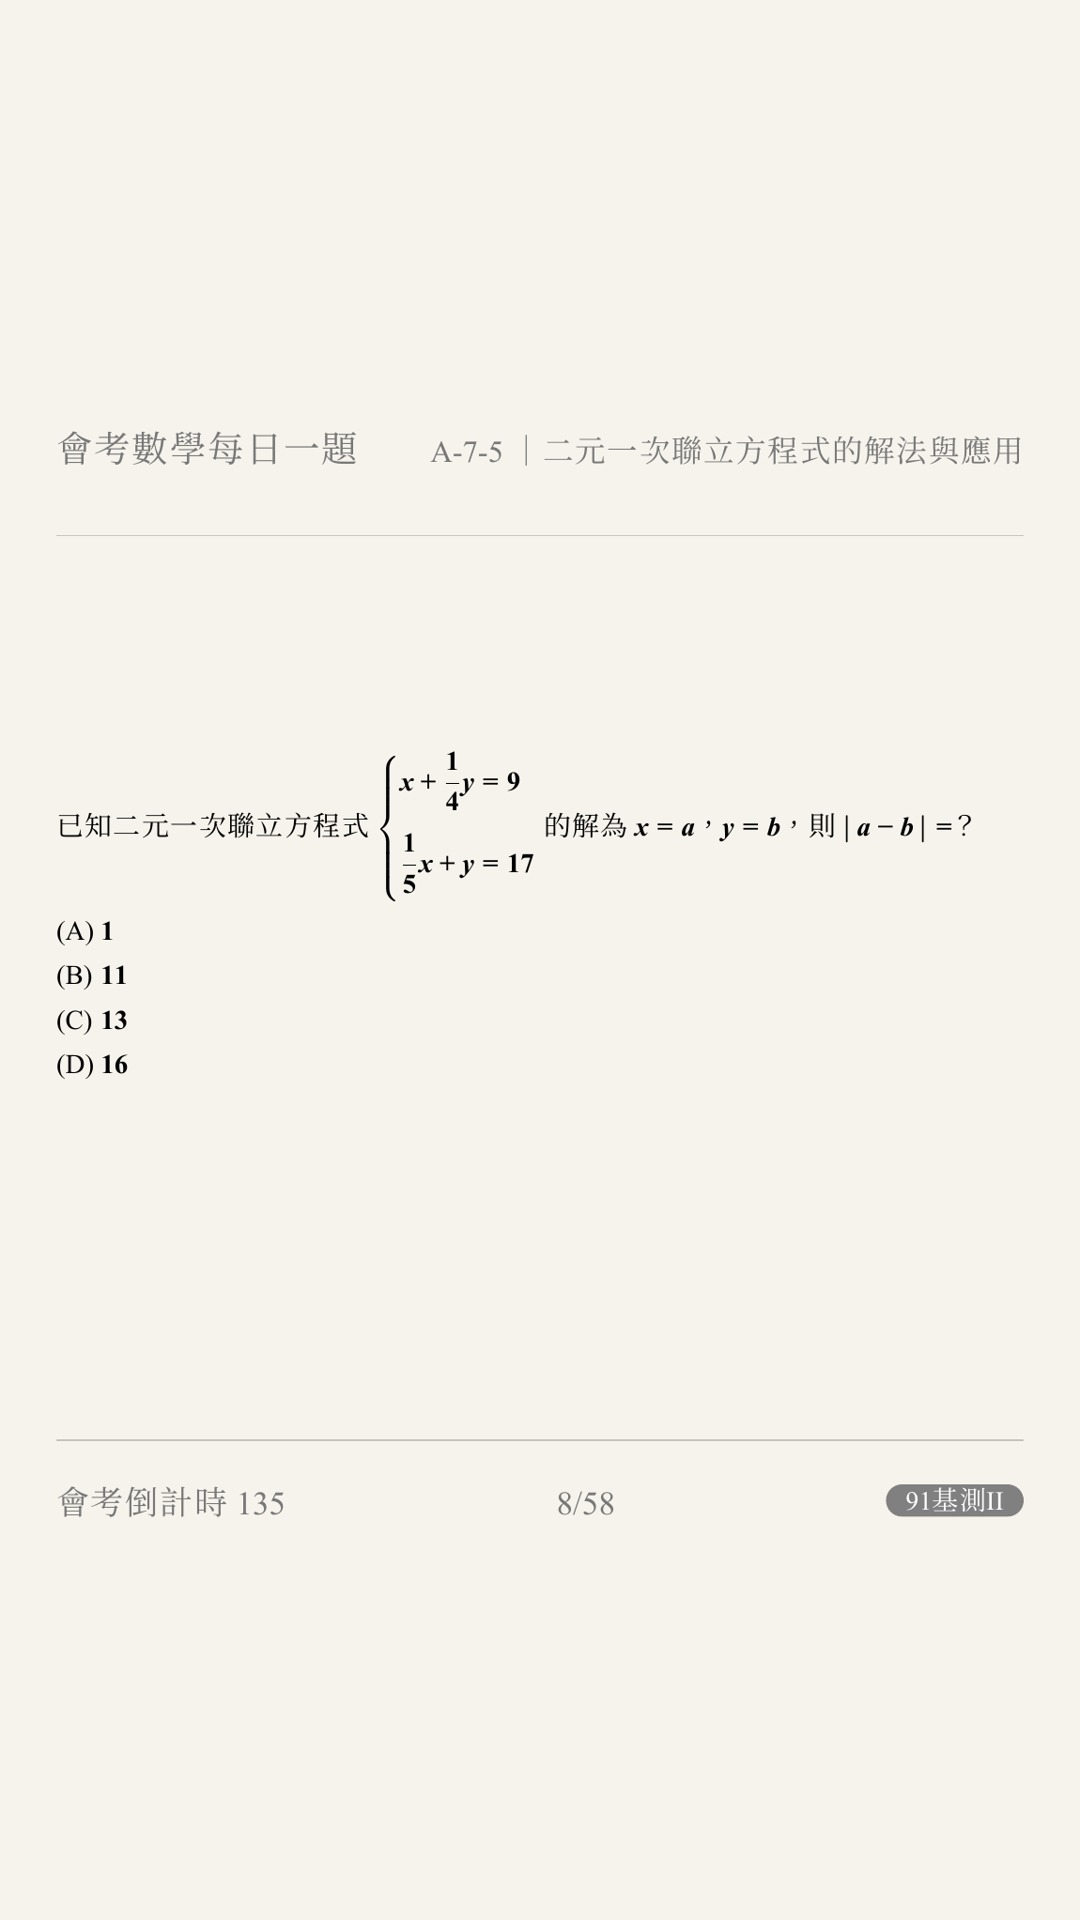 會考數學每日一題 A-7-5｜二元一次聯立方程式的解法與應用
已知二元一次聯立方程式 { x + 1/4 y = 9
1/5 x + y = 17 的解為 x = a，y = b，則 | a − b | = ？
(A) 1
(B) 11
(C) 13
(D) 16
會考倒計時 135 8/58 91基測II